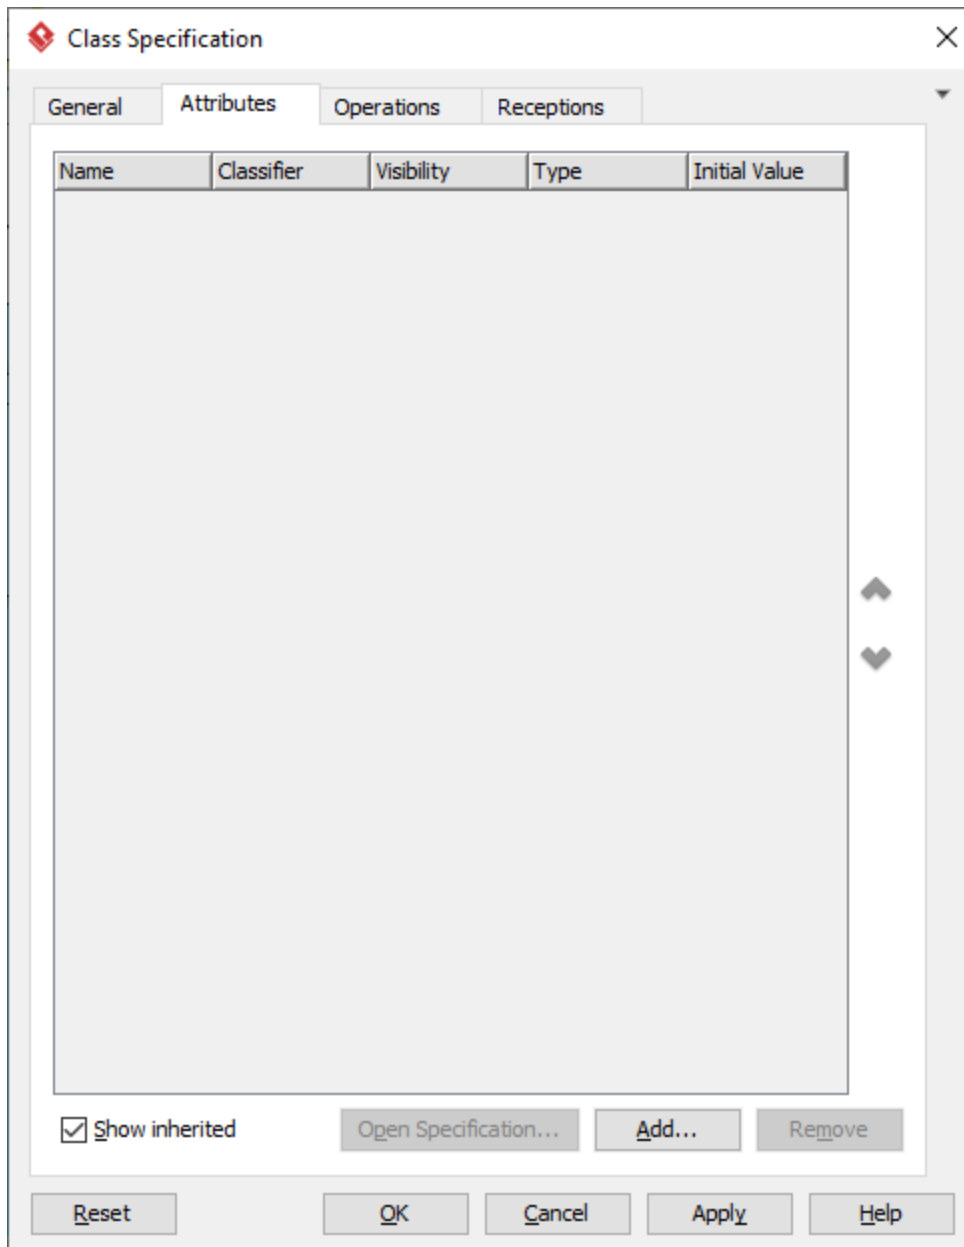 Class Specification
General Attributes Operations Receptions
Name Classifier Visibility Type Initial Value
Show inherited Open Specification... Add... Remove
Reset OK Cancel Apply Help